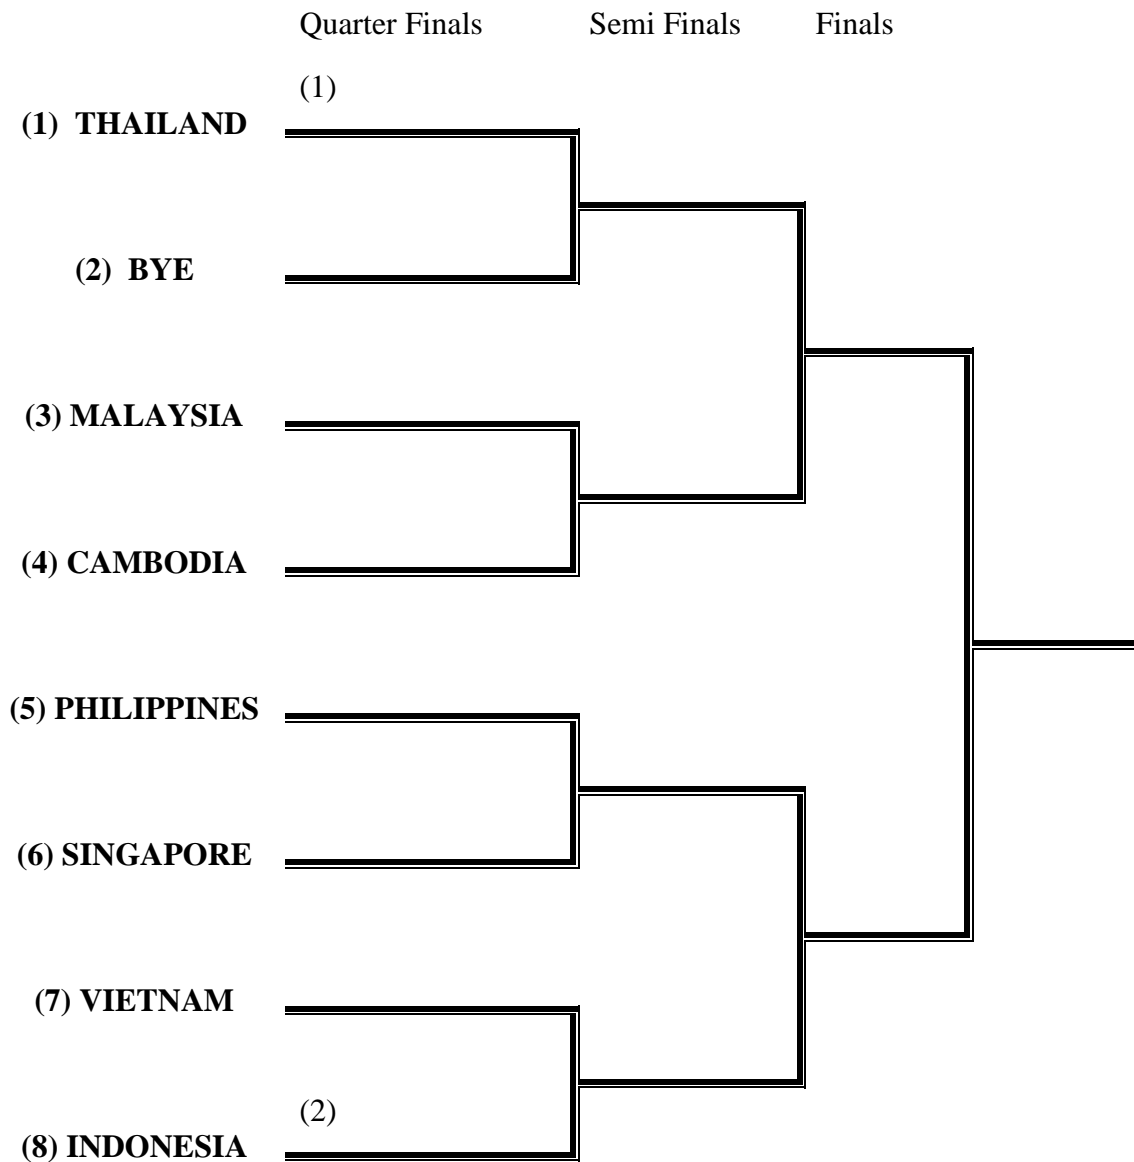 Quarter Finals Semi Finals Finals
(1)
(1) THAILAND
(2) BYE
(3) MALAYSIA
(4) CAMBODIA
(5) PHILIPPINES
(6) SINGAPORE
(7) VIETNAM
(2)
(8) INDONESIA